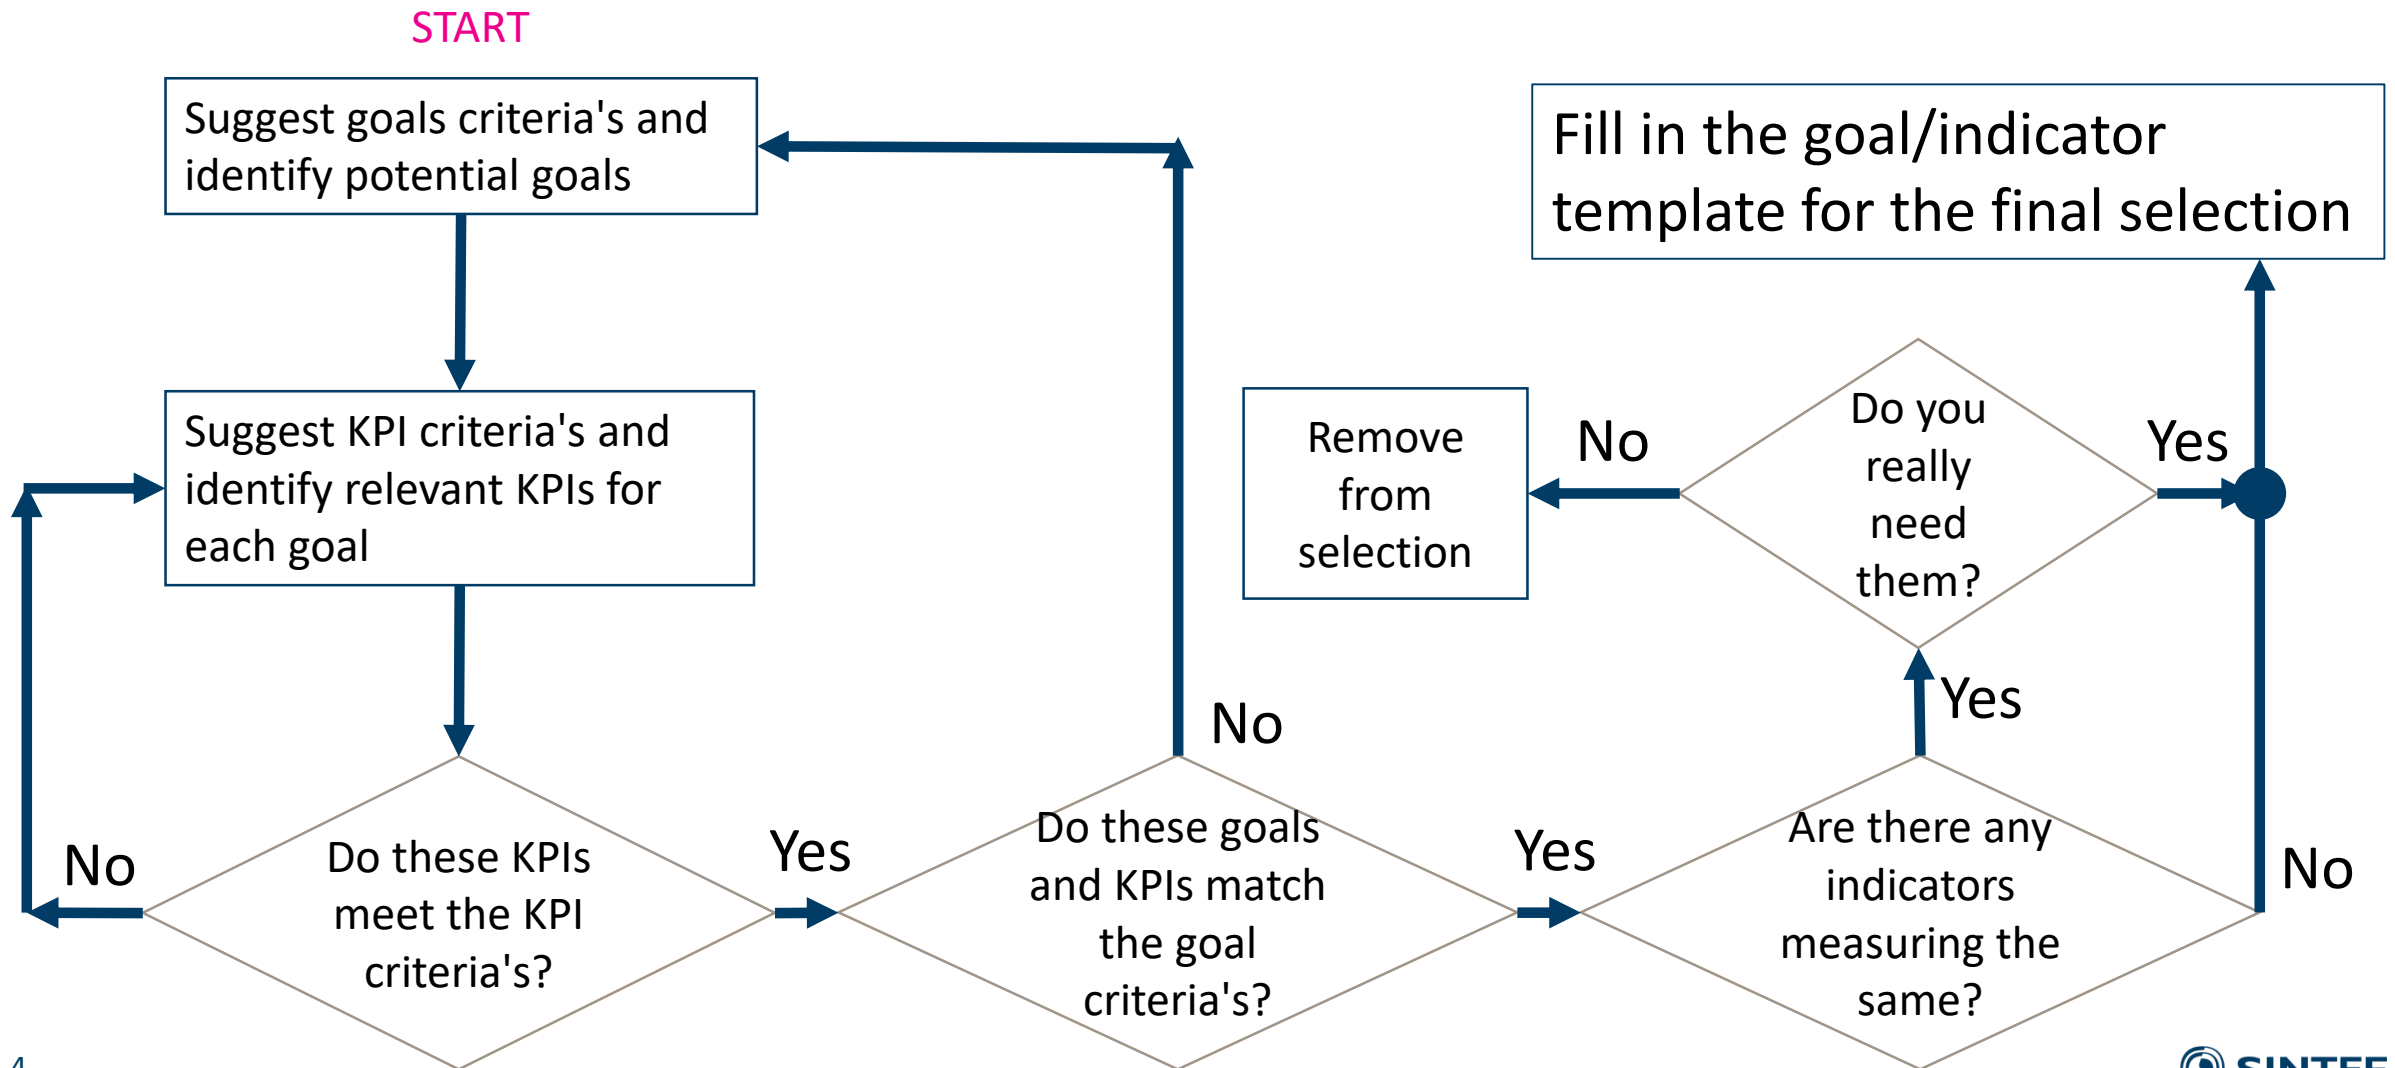 START
Suggest goals criteria's and
identify potential goals
Fill in the goal/indicator
template for the final selection
Suggest KPI criteria's and
identify relevant KPIs for
each goal
Remove
from
selection
No
Do you
really
need
them?
Yes
No
Yes
No
Do these KPIs
meet the KPI
criteria's?
Yes
Do these goals
and KPIs match
the goal
criteria's?
Yes
Are there any
indicators
measuring the
same?
No
4
SINTEF